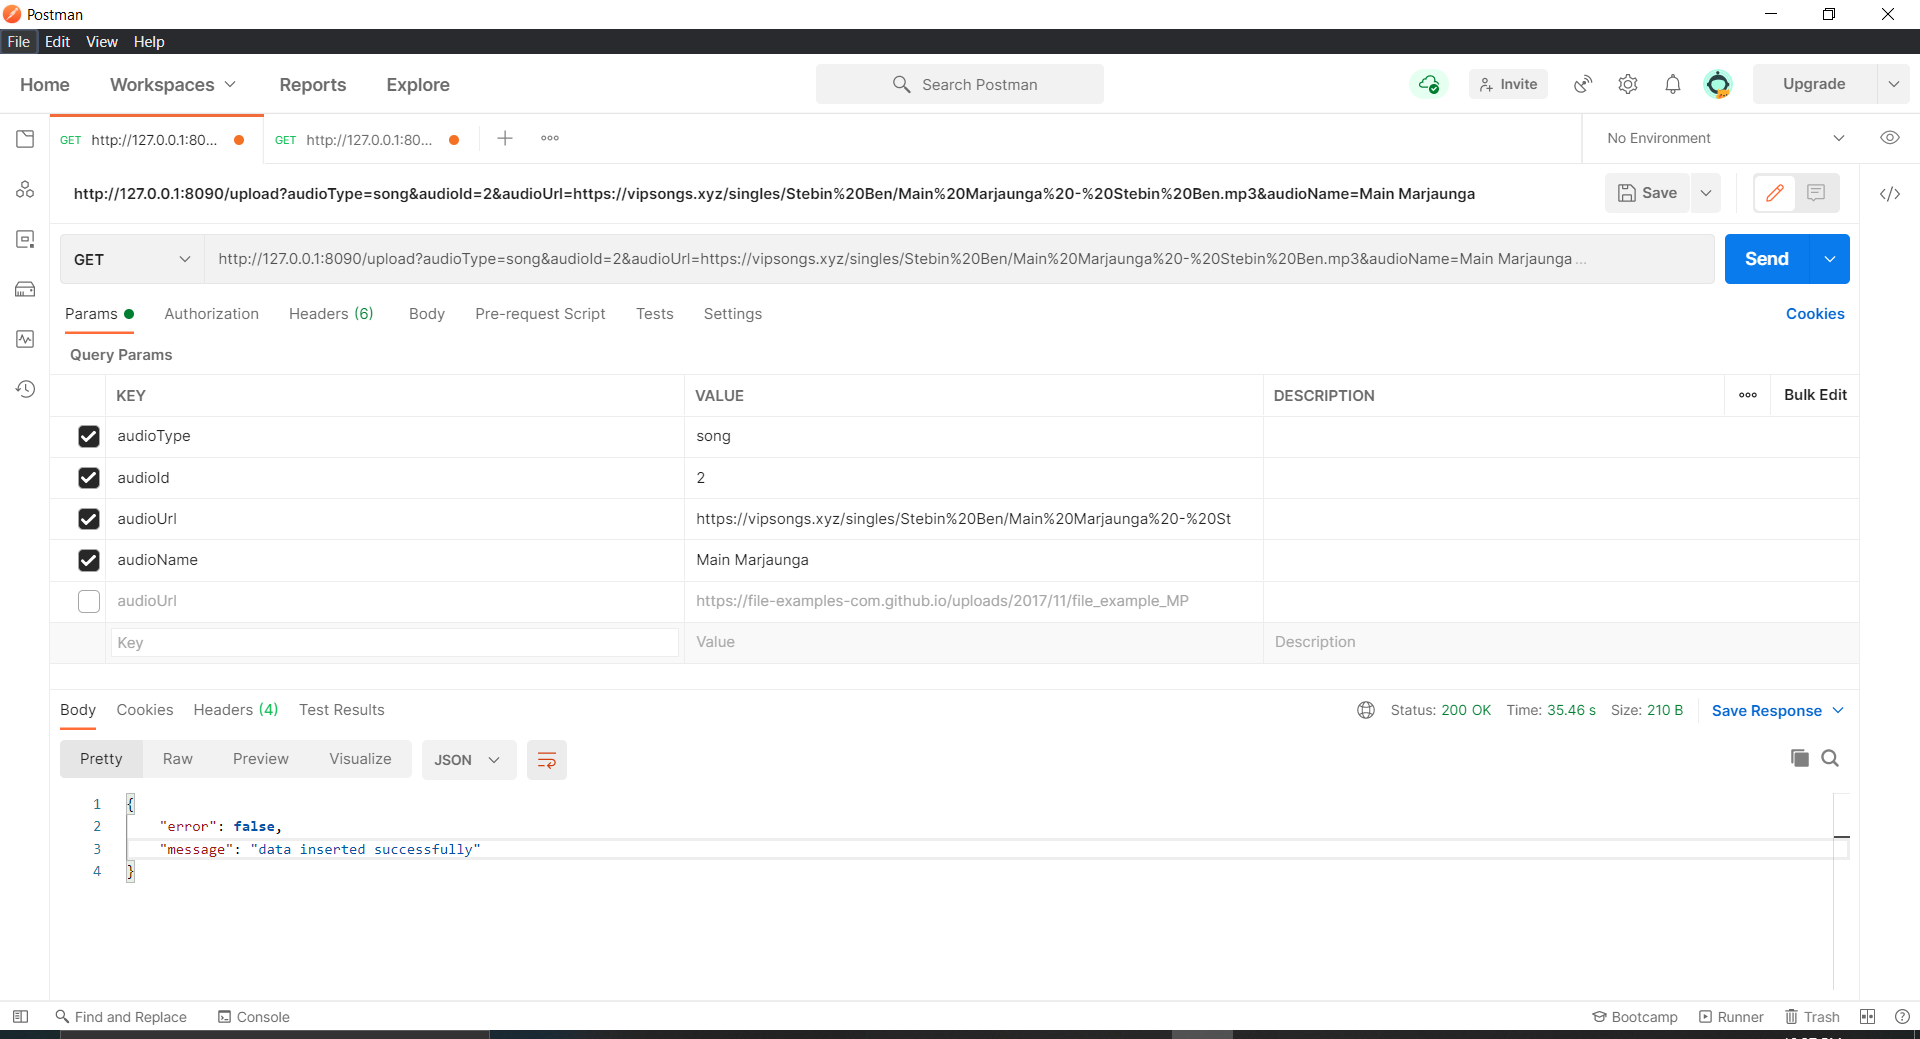 Postman
File Edit View Help
Home Workspaces Reports Explore Search Postman Invite Upgrade
GET http://127.0.0.1:80... GET http://127.0.0.1:80... No Environment
http://127.0.0.1:8090/upload?audioType=song&audioId=2&audioUrl=https://vipsongs.xyz/singles/Stebin%20Ben/Main%20Marjaunga%20-%20Stebin%20Ben.mp3&audioName=Main Marjaunga Save
GET http://127.0.0.1:8090/upload?audioType=song&audioId=2&audioUrl=https://vipsongs.xyz/singles/Stebin%20Ben/Main%20Marjaunga%20-%20Stebin%20Ben.mp3&audioName=Main Marjaunga ... Send
Params Authorization Headers (6) Body Pre-request Script Tests Settings Cookies
Query Params
KEY VALUE DESCRIPTION Bulk Edit
audioType song
audioId 2
audioUrl https://vipsongs.xyz/singles/Stebin%20Ben/Main%20Marjaunga%20-%20St
audioName Main Marjaunga
audioUrl https://file-examples-com.github.io/uploads/2017/11/file_example_MP
Key Value Description
Body Cookies Headers (4) Test Results Status: 200 OK Time: 35.46 s Size: 210 B Save Response
Pretty Raw Preview Visualize JSON
1 {
2 "error": false,
3 "message": "data inserted successfully"
4 }
Find and Replace Console Bootcamp Runner Trash